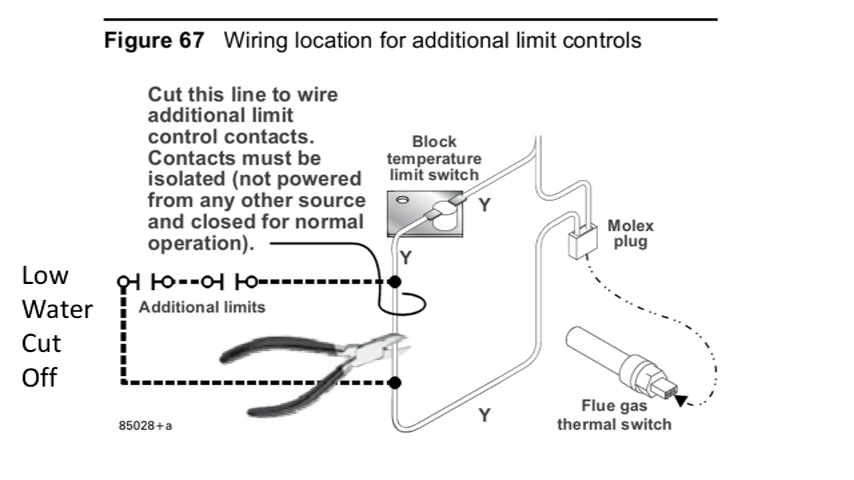 Figure 67 Wiring location for additional limit controls
Cut this line to wire
additional limit
control contacts.
Contacts must be
isolated (not powered
from any other source
and closed for normal
operation).
Block
temperature
limit switch
Y
Y
Molex
plug
Low
Water
Cut
Off
Additional limits
Flue gas
thermal switch
Y
85028+a